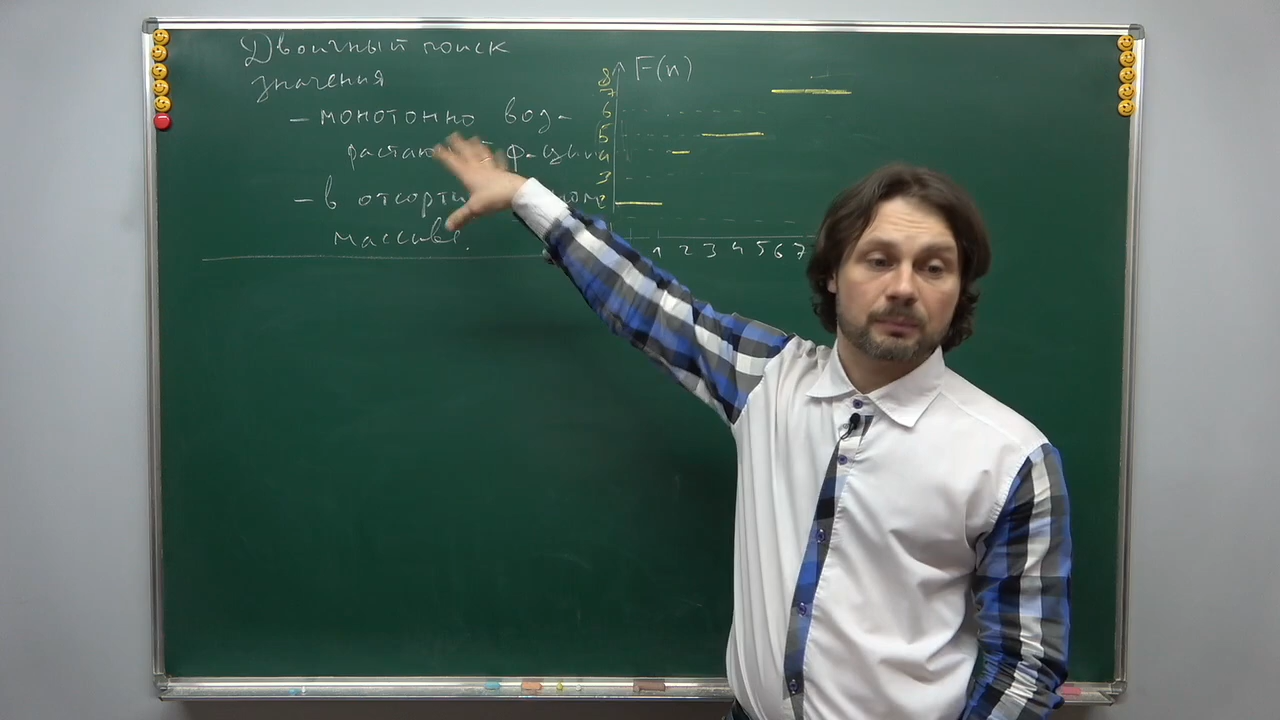 Двоичный поиск
значения
– монотонно воз-
– в
массиве.
F(n)
8
7
6
5
4
3
2
1 2 3 4 5 6 7